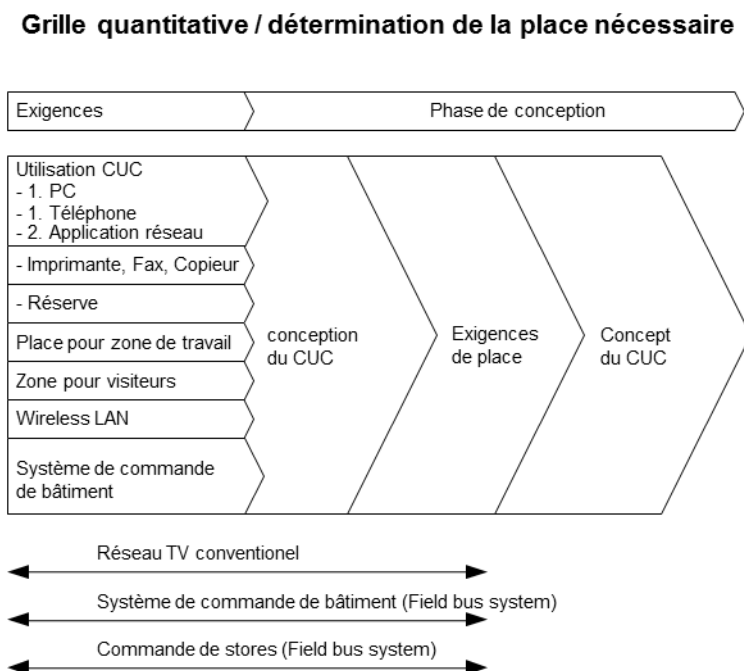 Grille quantitative / détermination de la place nécessaire
Exigences
Phase de conception
Utilisation CUC
- 1. PC
- 1. Téléphone
- 2. Application réseau
- Imprimante, Fax, Copieur
- Réserve
Place pour zone de travail
Zone pour visiteurs
Wireless LAN
Système de commande
de bâtiment
conception
du CUC
Exigences
de place
Concept
du CUC
Réseau TV conventionel
Système de commande de bâtiment (Field bus system)
Commande de stores (Field bus system)